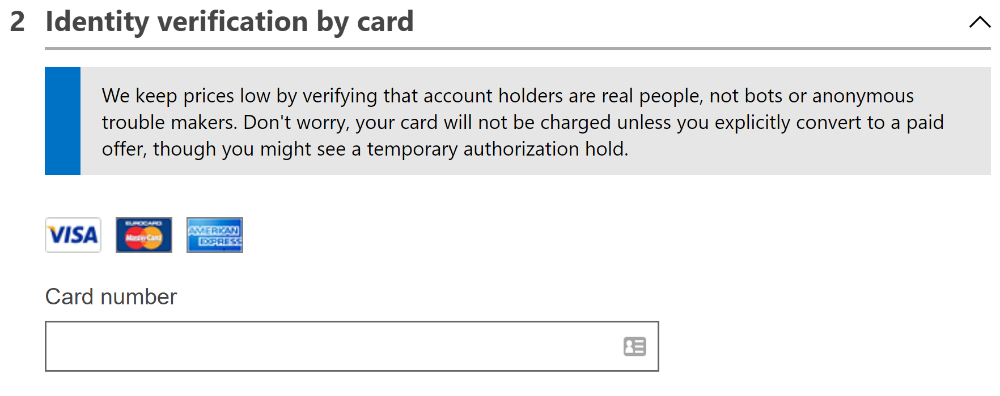 2 Identity verification by card
We keep prices low by verifying that account holders are real people, not bots or anonymous
trouble makers. Don't worry, your card will not be charged unless you explicitly convert to a paid
offer, though you might see a temporary authorization hold.
VISA
EUROCARD
MasterCard
AMERICAN
EXPRESS
Card number